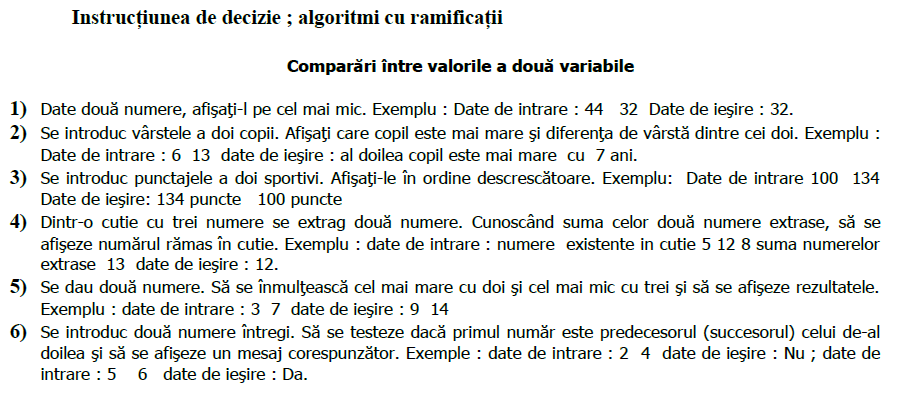 Instrucțiunea de decizie ; algoritmi cu ramificații
Comparări între valorile a două variabile
1) Date două numere, afişaţi-l pe cel mai mic. Exemplu : Date de intrare : 44 32 Date de ieşire : 32.
2) Se introduc vârstele a doi copii. Afişaţi care copil este mai mare şi diferenţa de vârstă dintre cei doi. Exemplu :
Date de intrare : 6 13 date de ieşire : al doilea copil este mai mare cu 7 ani.
3) Se introduc punctajele a doi sportivi. Afişaţi-le în ordine descrescătoare. Exemplu: Date de intrare 100 134
Date de ieşire: 134 puncte 100 puncte
4) Dintr-o cutie cu trei numere se extrag două numere. Cunoscând suma celor două numere extrase, să se
afişeze numărul rămas în cutie. Exemplu : date de intrare : numere existente in cutie 5 12 8 suma numerelor
extrase 13 date de ieşire : 12.
5) Se dau două numere. Să se înmulţească cel mai mare cu doi şi cel mai mic cu trei şi să se afişeze rezultatele.
Exemplu : date de intrare : 3 7 date de ieşire : 9 14
6) Se introduc două numere întregi. Să se testeze dacă primul număr este predecesorul (succesorul) celui de-al
doilea şi să se afişeze un mesaj corespunzător. Exemple : date de intrare : 2 4 date de ieşire : Nu ; date de
intrare : 5 6 date de ieşire : Da.